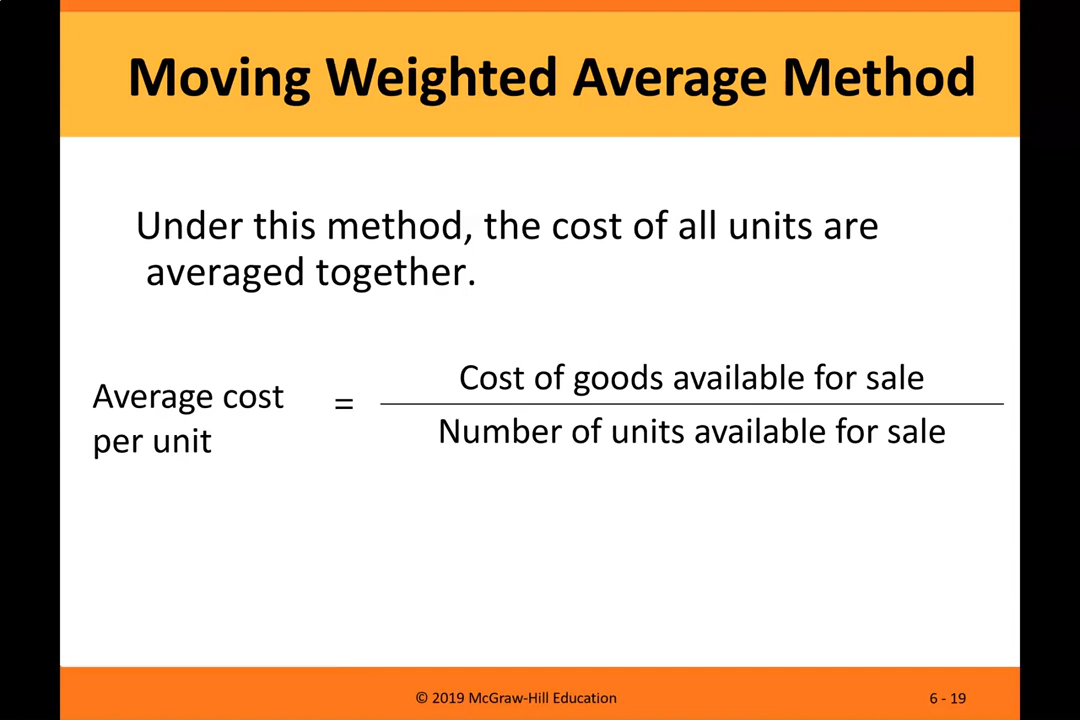 Moving Weighted Average Method
Under this method, the cost of all units are
averaged together.
Average cost
per unit
=
Cost of goods available for sale
Number of units available for sale
© 2019 McGraw-Hill Education
6 - 19